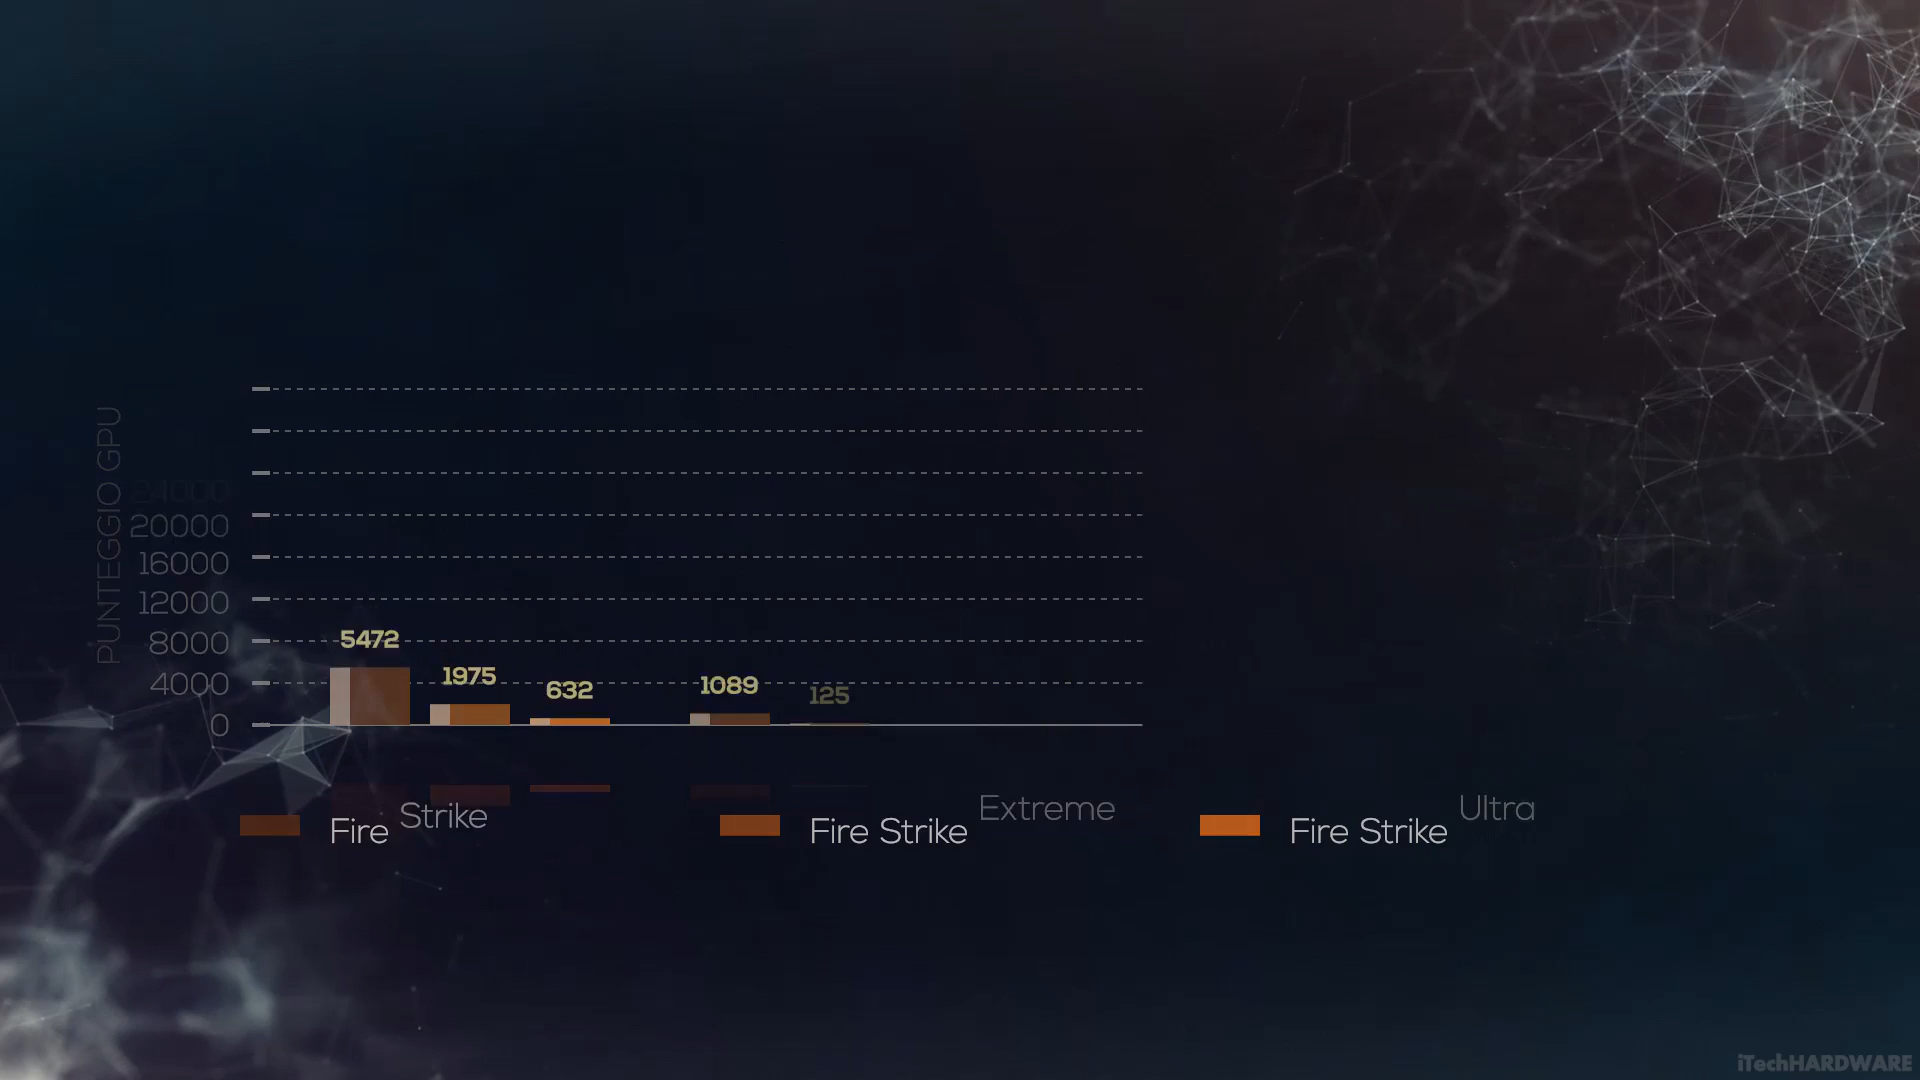 PUNTEGGIO GPU
24000
20000
16000
12000
8000
4000
0
5472
1975
632
1089
125
Fire Strike
Fire Strike Extreme
Fire Strike Ultra
iTechHARDWARE